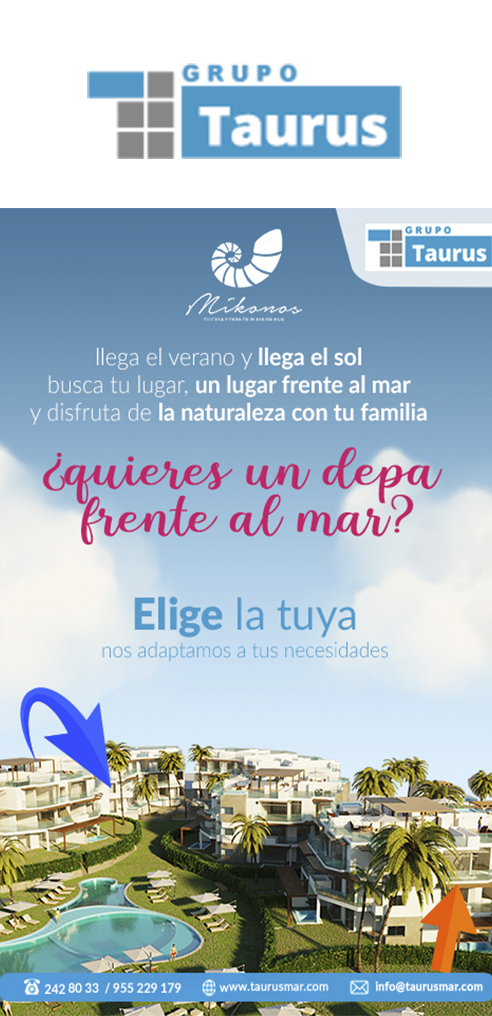 GRUPO
Taurus
GRUPO
Taurus
Mikonos
llega el verano y llega el sol
busca tu lugar, un lugar frente al mar
y disfruta de la naturaleza con tu familia
¿quieres un depa
frente al mar?
Elige la tuya
nos adaptamos a tus necesidades
242 80 33 / 955 229 179 www.taurusmar.com info@taurusmar.com